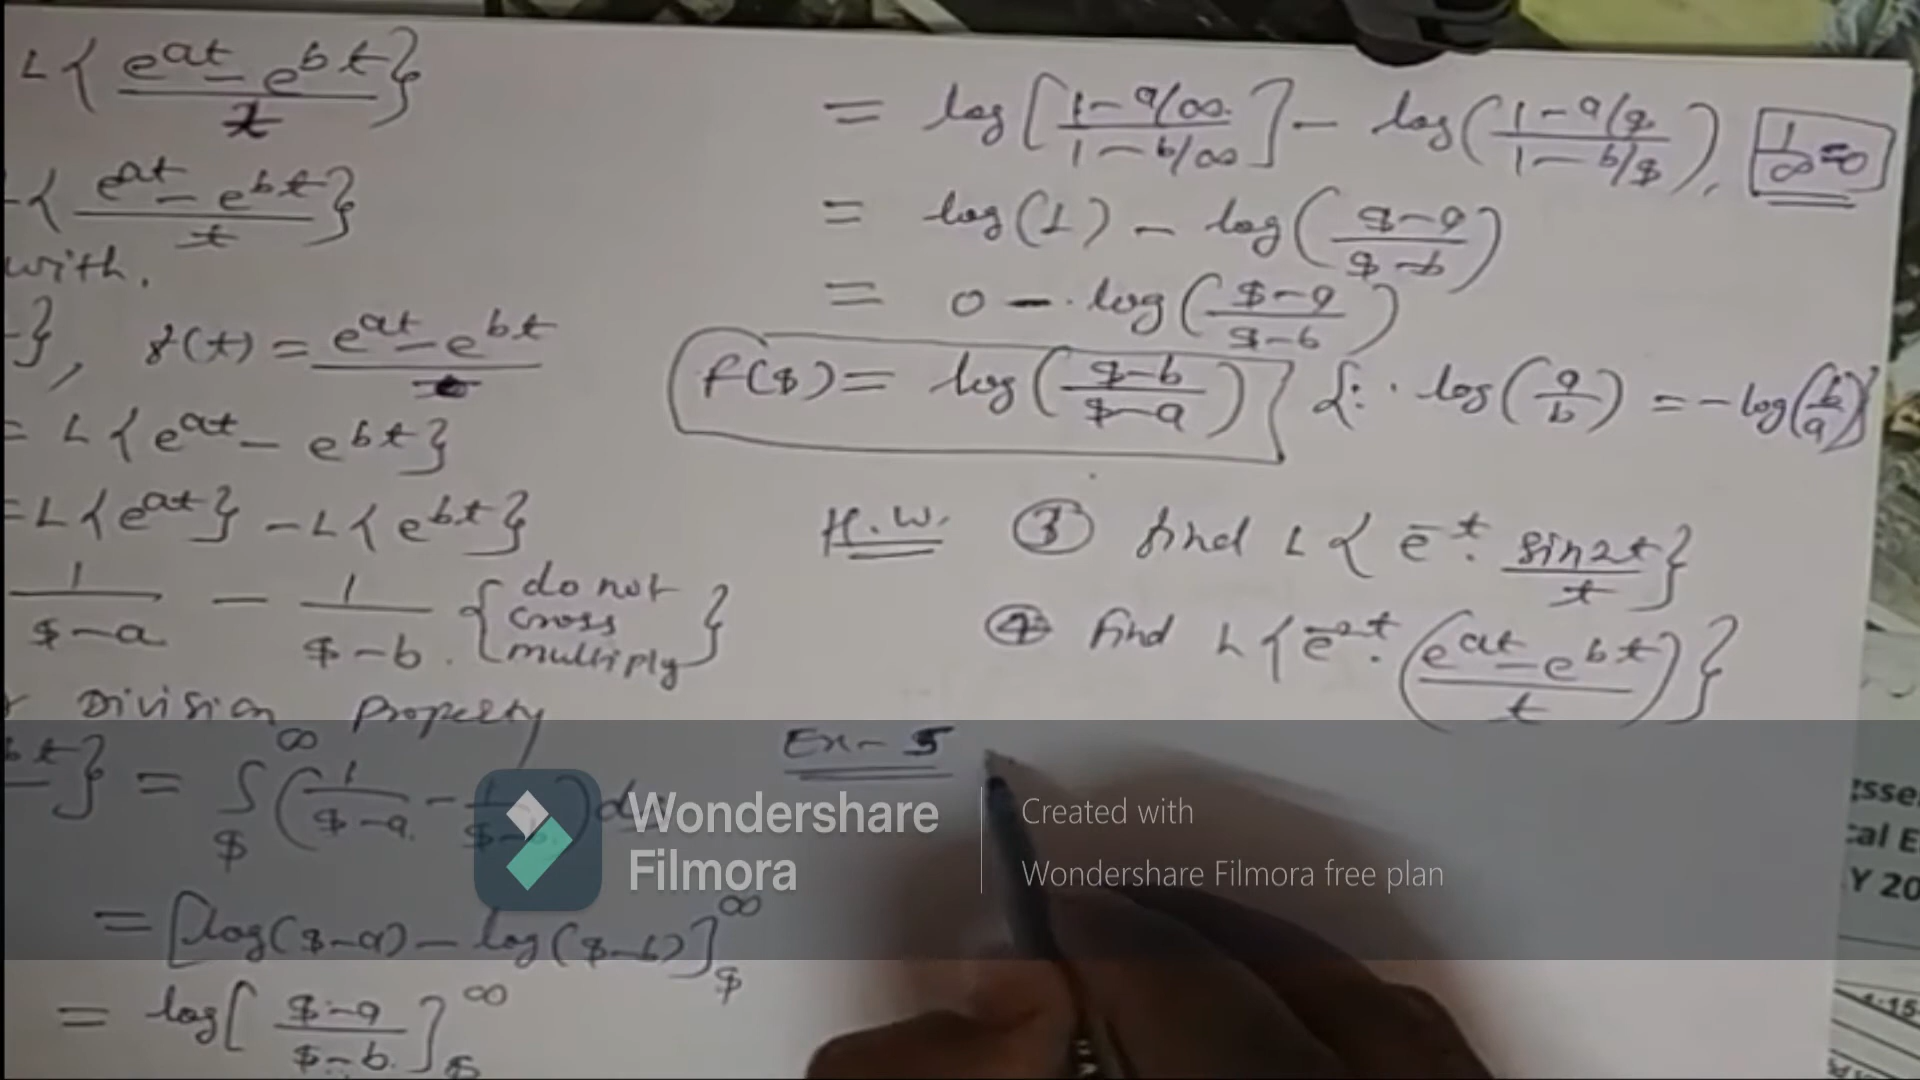 L{ (e^at - e^bt)/t }
{ (e^at - e^bt)/t }
with.
}, f(t) = (e^at - e^bt)/t
= L{e^at - e^bt}
= L{e^at} - L{e^bt}
1/($-a) - 1/($-b). {do not
cross
multiply}
Division Property
bt} = ∫_$^∞ (1/($-a) - 1/($-b)) ds
= [log($-a) - log($-b)]_$^∞
= log[($-a)/($-b)]_$^∞
= log[(1-a/∞)/(1-b/∞)] - log((1-a/$)/(1-b/$)), 1/∞=0
= log(1) - log(($-a)/($-b))
= 0 - log(($-a)/($-b))
F($) = log(($-b)/($-a)) {∵ log(a/b) = -log(b/a)}
H.W. ③ find L{e^-t · sin2t/t}
④ Find L{e^-2t · ((e^at - e^bt)/t)}
Ex-5
Wondershare
Filmora
Created with
Wondershare Filmora free plan
Y 20